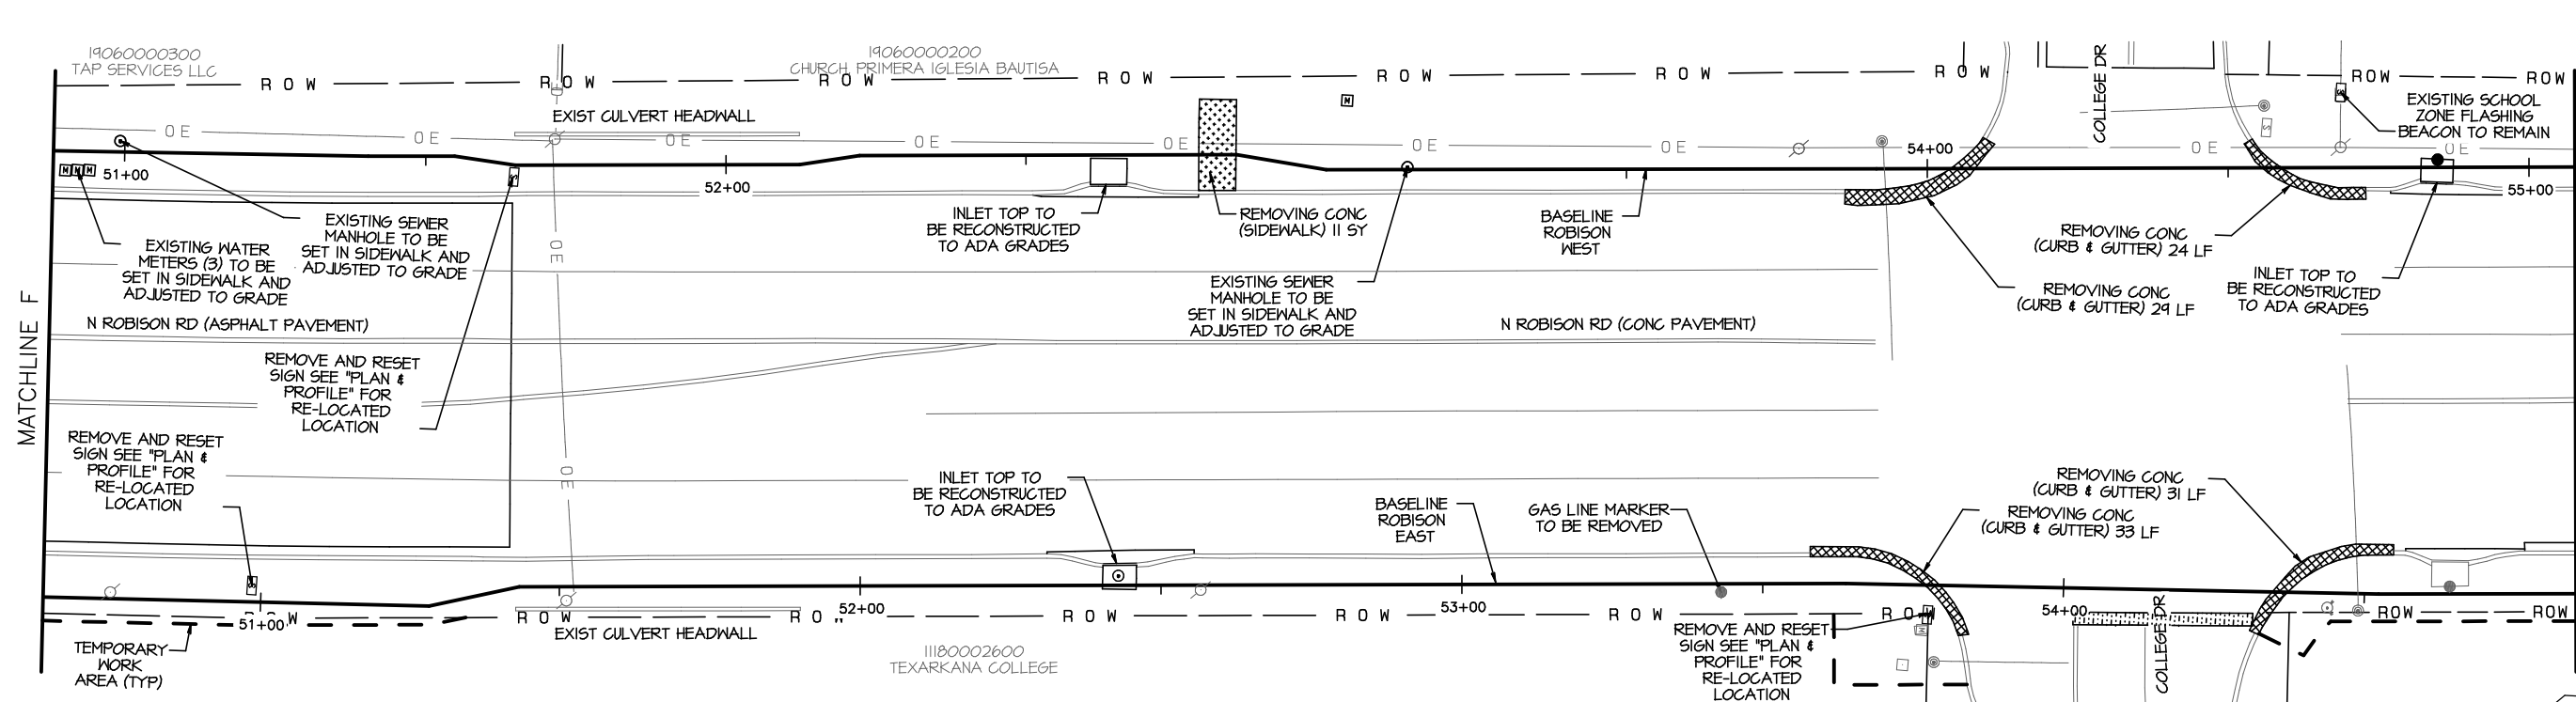 19060000300
TAP SERVICES LLC
19060000200
CHURCH PRIMERA IGLESIA BAUTISA
ROW
ROW
ROW
ROW
ROW
ROW
ROW
ROW
ROW
COLLEGE DR
EXISTING SCHOOL
ZONE FLASHING
BEACON TO REMAIN
EXIST CULVERT HEADWALL
OE
OE
OE
OE
OE
OE
OE
OE
OE
M
M
M
M
S
S
S
51+00
52+00
54+00
55+00
EXISTING SEWER
MANHOLE TO BE
SET IN SIDEWALK AND
ADJUSTED TO GRADE
EXISTING WATER
METERS (3) TO BE
SET IN SIDEWALK AND
ADJUSTED TO GRADE
OE
INLET TOP TO
BE RECONSTRUCTED
TO ADA GRADES
REMOVING CONC
(SIDEWALK) 11 SY
EXISTING SEWER
MANHOLE TO BE
SET IN SIDEWALK AND
ADJUSTED TO GRADE
BASELINE
ROBISON
WEST
REMOVING CONC
(CURB & GUTTER) 24 LF
REMOVING CONC
(CURB & GUTTER) 29 LF
INLET TOP TO
BE RECONSTRUCTED
TO ADA GRADES
MATCHLINE F
N ROBISON RD (ASPHALT PAVEMENT)
N ROBISON RD (CONC PAVEMENT)
REMOVE AND RESET
SIGN SEE "PLAN &
PROFILE" FOR
RE-LOCATED
LOCATION
REMOVE AND RESET
SIGN SEE "PLAN &
PROFILE" FOR
RE-LOCATED
LOCATION
OE
INLET TOP TO
BE RECONSTRUCTED
TO ADA GRADES
BASELINE
ROBISON
EAST
GAS LINE MARKER
TO BE REMOVED
REMOVING CONC
(CURB & GUTTER) 31 LF
REMOVING CONC
(CURB & GUTTER) 33 LF
S
51+00
52+00
53+00
54+00
ROW
ROW
ROW
ROW
ROW
ROW
ROW
EXIST CULVERT HEADWALL
TEMPORARY
WORK
AREA (TYP)
11180002600
TEXARKANA COLLEGE
REMOVE AND RESET
SIGN SEE "PLAN &
PROFILE" FOR
RE-LOCATED
LOCATION
M
COLLEGE DR